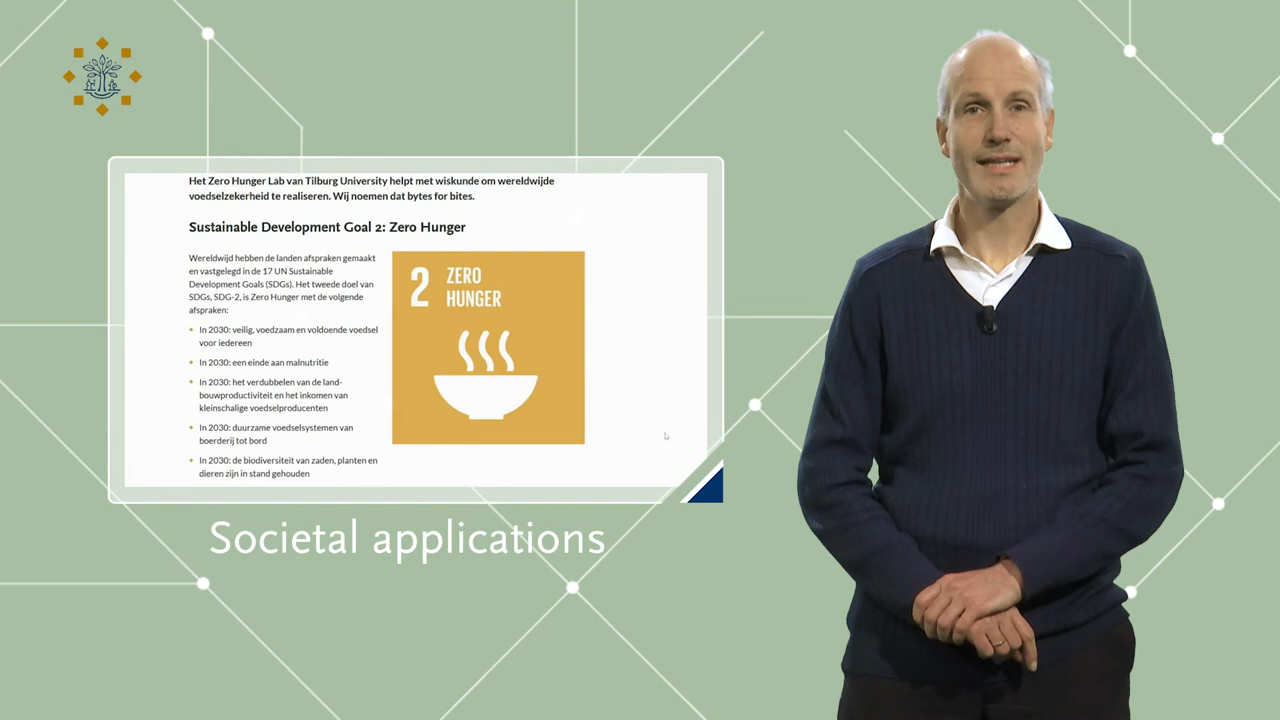 Het Zero Hunger Lab van Tilburg University helpt met wiskunde om wereldwijde
voedselzekerheid te realiseren. Wij noemen dat bytes for bites.
Sustainable Development Goal 2: Zero Hunger
Wereldwijd hebben de landen afspraken gemaakt
en vastgelegd in de 17 UN Sustainable
Development Goals (SDGs). Het tweede doel van
SDGs, SDG-2, is Zero Hunger met de volgende
afspraken:
In 2030: veilig, voedzaam en voldoende voedsel
voor iedereen
In 2030: een einde aan malnutritie
In 2030: het verdubbelen van de land-
bouwproductiviteit en het inkomen van
kleinschalige voedselproducenten
In 2030: duurzame voedselsystemen van
boerderij tot bord
In 2030: de biodiversiteit van zaden, planten en
dieren zijn in stand gehouden
2 ZERO
HUNGER
Societal applications